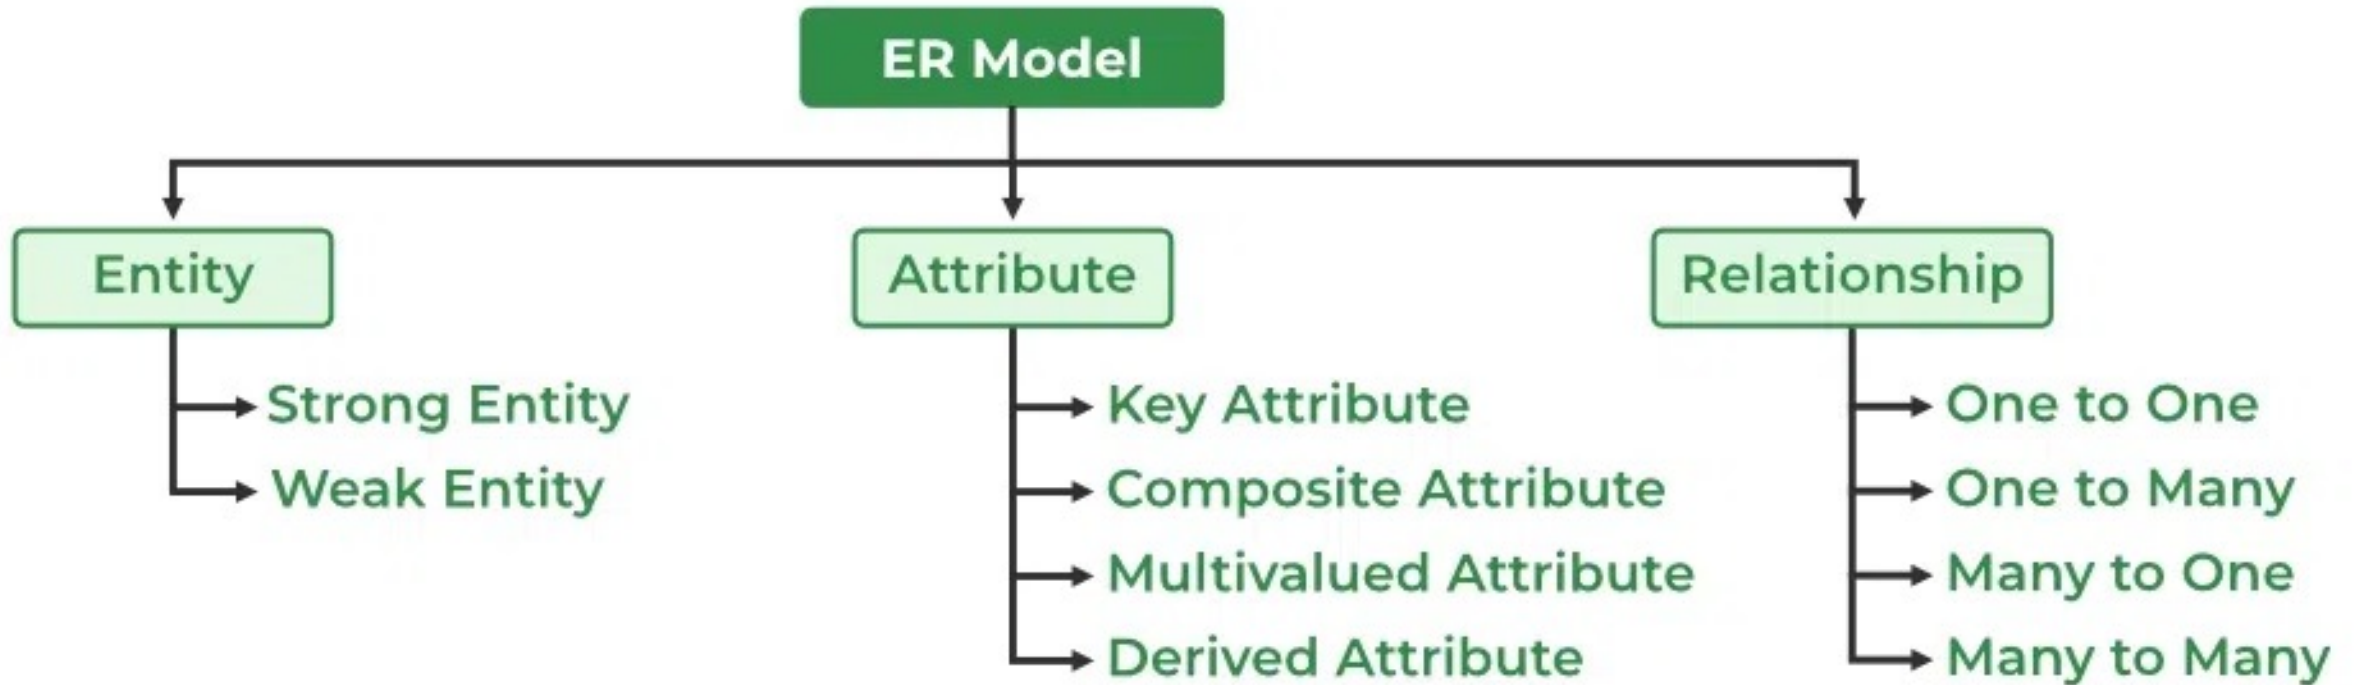 ER Model
Entity
Strong Entity
Weak Entity
Attribute
Key Attribute
Composite Attribute
Multivalued Attribute
Derived Attribute
Relationship
One to One
One to Many
Many to One
Many to Many